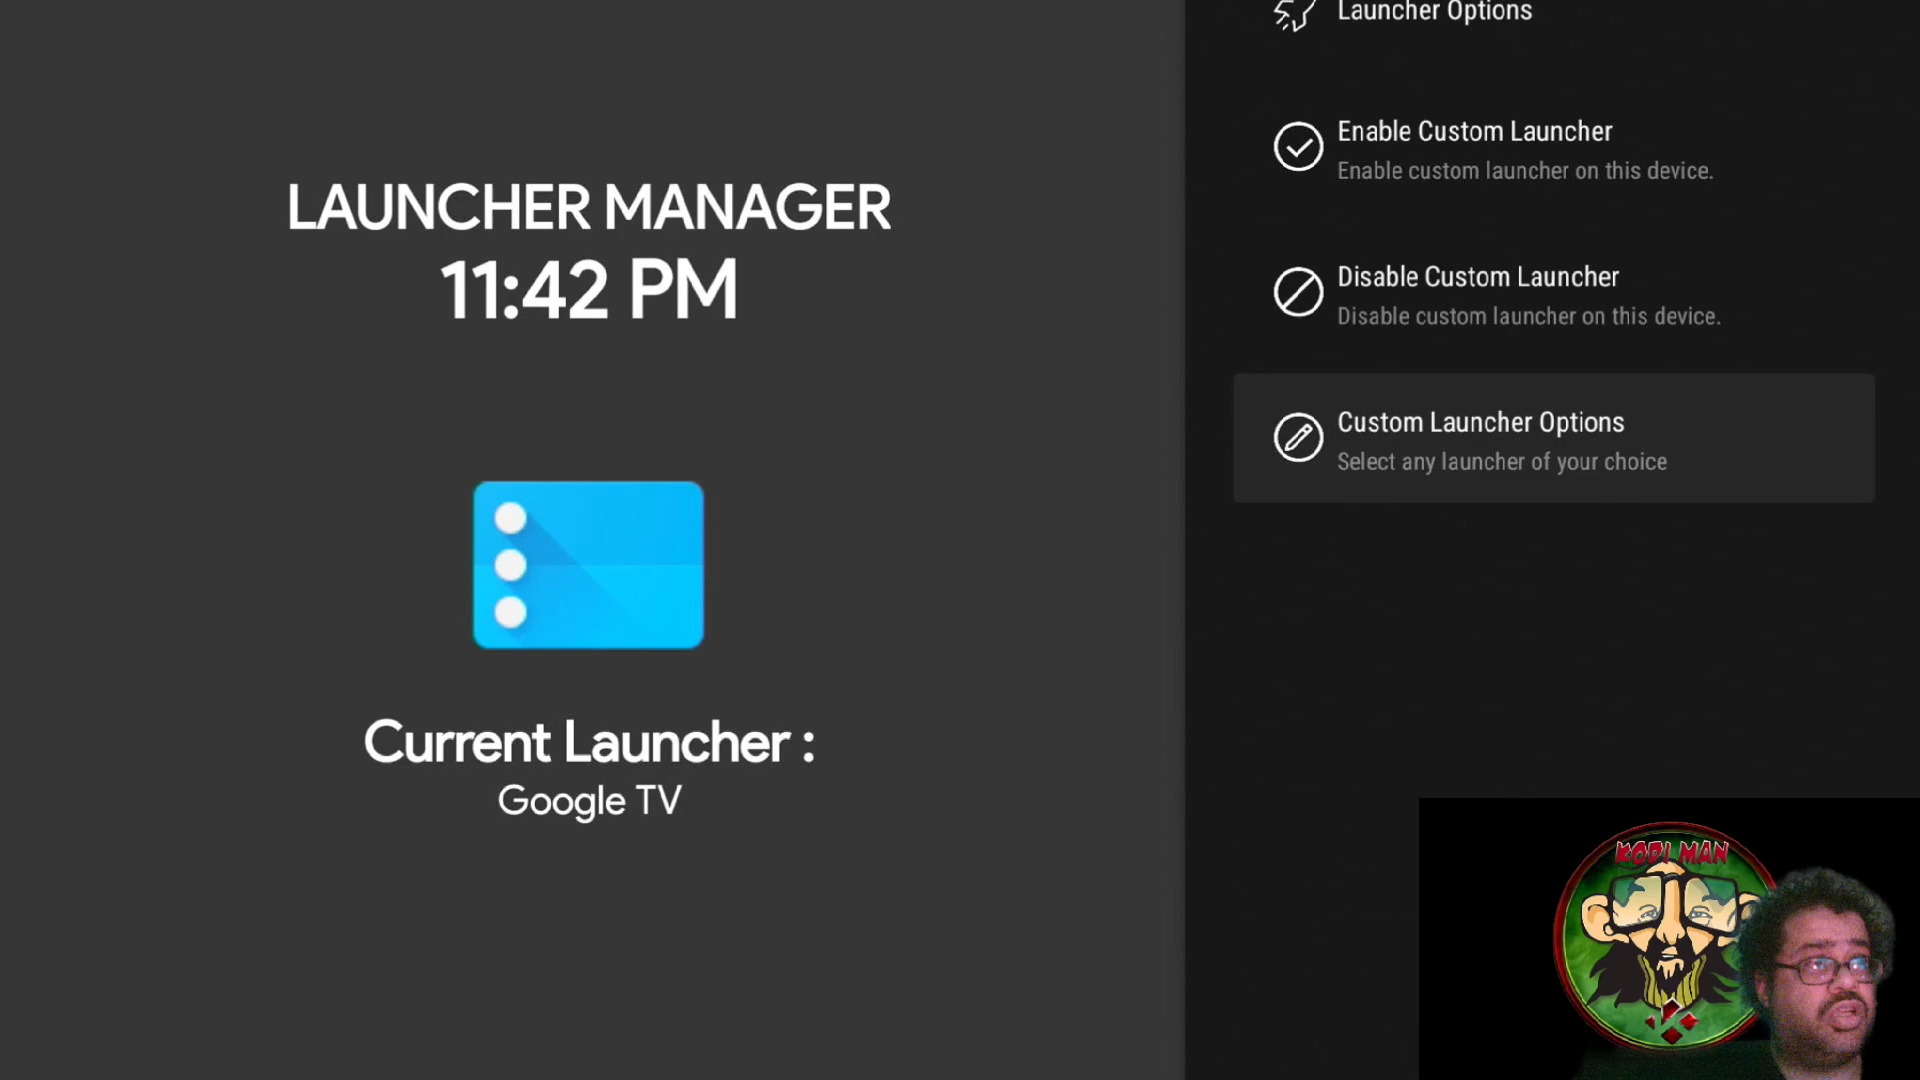 Launcher Options
LAUNCHER MANAGER
11:42 PM
Current Launcher :
Google TV
Enable Custom Launcher
Enable custom launcher on this device.
Disable Custom Launcher
Disable custom launcher on this device.
Custom Launcher Options
Select any launcher of your choice
KODI MAN